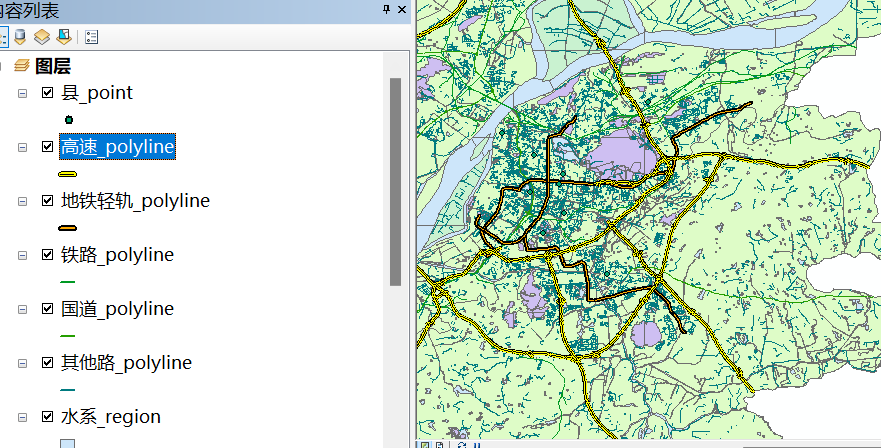 内容列表
图层
县_point
高速_polyline
地铁轻轨_polyline
铁路_polyline
国道_polyline
其他路_polyline
水系_region